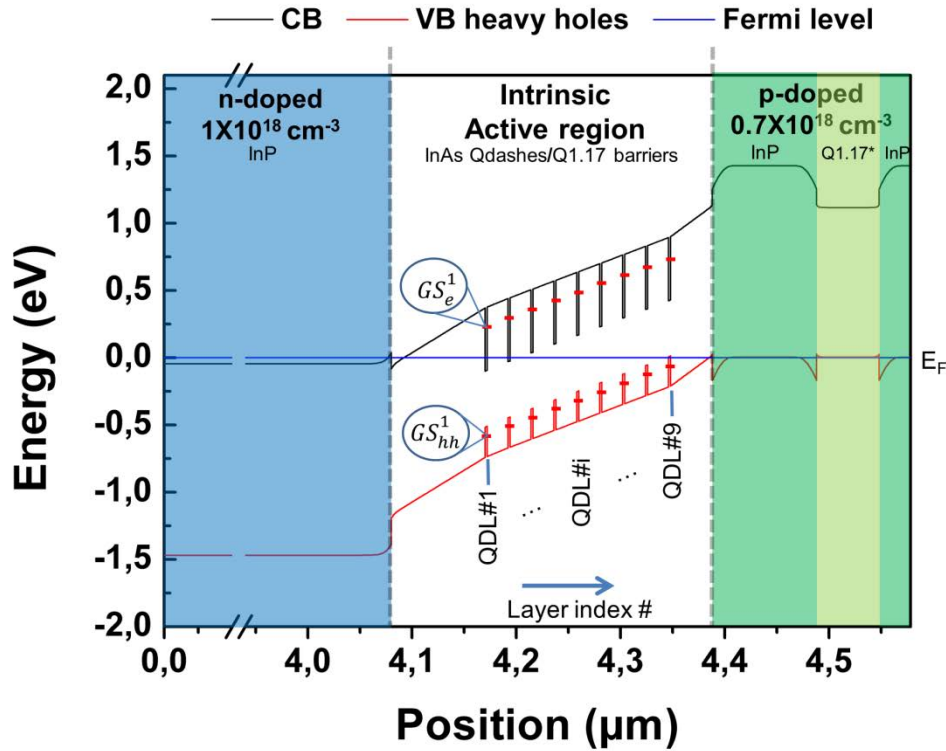 CB VB heavy holes Fermi level
n-doped
1X10¹⁸ cm⁻³
InP
Intrinsic
Active region
InAs Qdashes/Q1.17 barriers
p-doped
0.7X10¹⁸ cm⁻³
InP Q1.17* InP
2,0
1,5
1,0
0,5
0,0
-0,5
-1,0
-1,5
-2,0
Energy (eV)
GS¹ₑ
GS¹ₕₕ
E_F
QDL#1
...
QDL#i
...
QDL#9
Layer index #
0,0 4,0 4,1 4,2 4,3 4,4 4,5
Position (µm)